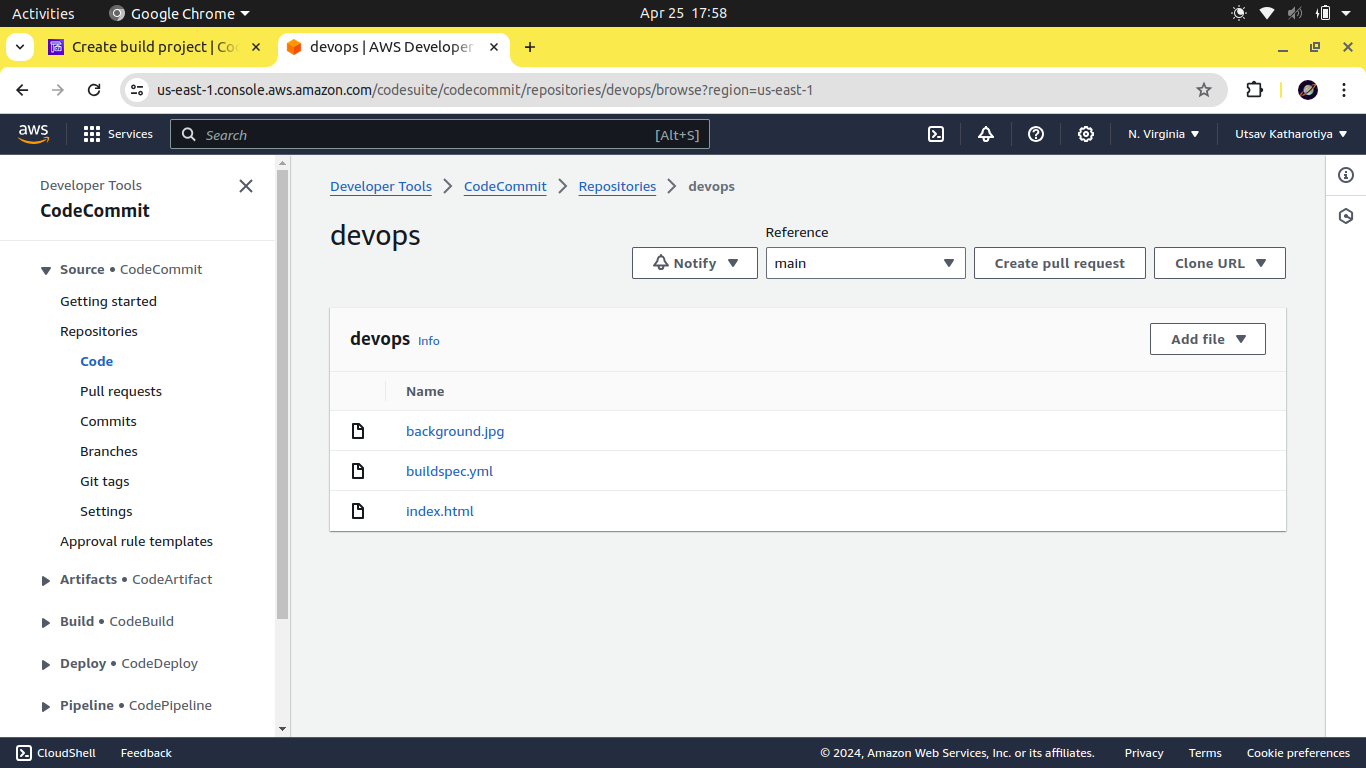 Activities Google Chrome Apr 25 17:58
Create build project | Co devops | AWS Developer
us-east-1.console.aws.amazon.com/codesuite/codecommit/repositories/devops/browse?region=us-east-1
aws Services Search [Alt+S] N. Virginia Utsav Katharotiya
Developer Tools
CodeCommit
Source • CodeCommit
Getting started
Repositories
Code
Pull requests
Commits
Branches
Git tags
Settings
Approval rule templates
Artifacts • CodeArtifact
Build • CodeBuild
Deploy • CodeDeploy
Pipeline • CodePipeline
Developer Tools CodeCommit Repositories devops
devops
Reference
Notify main Create pull request Clone URL
devops Info Add file
Name
background.jpg
buildspec.yml
index.html
CloudShell Feedback © 2024, Amazon Web Services, Inc. or its affiliates. Privacy Terms Cookie preferences